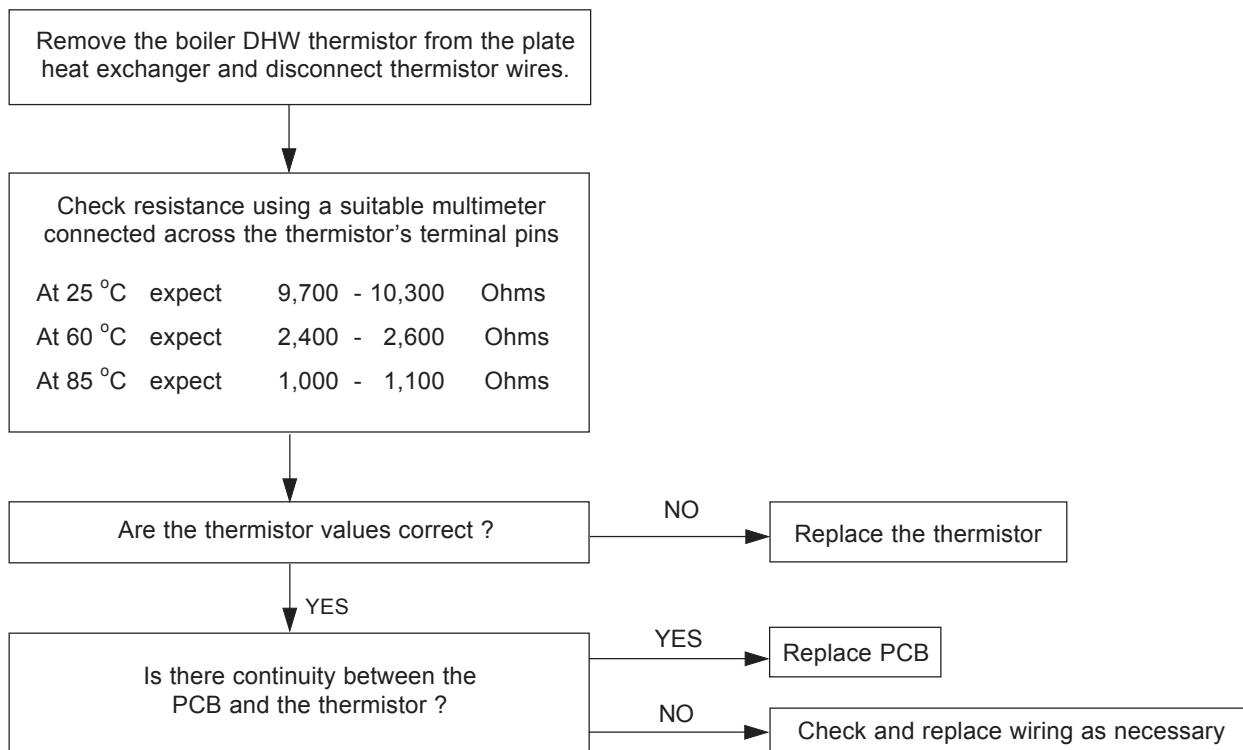 Remove the boiler DHW thermistor from the plate
heat exchanger and disconnect thermistor wires.
Check resistance using a suitable multimeter
connected across the thermistor’s terminal pins
At 25 °C expect 9,700 - 10,300 Ohms
At 60 °C expect 2,400 - 2,600 Ohms
At 85 °C expect 1,000 - 1,100 Ohms
Are the thermistor values correct ?
NO
Replace the thermistor
YES
Is there continuity between the
PCB and the thermistor ?
YES
Replace PCB
NO
Check and replace wiring as necessary